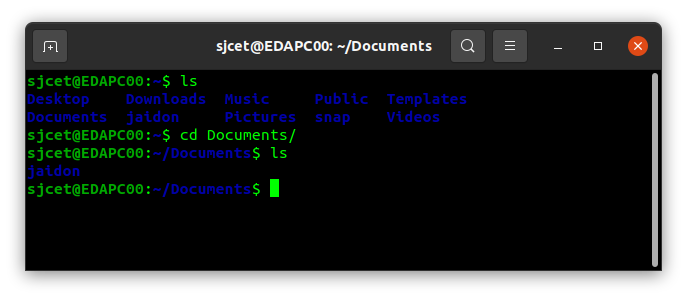 sjcet@EDAPC00: ~/Documents
sjcet@EDAPC00:~$ ls
Desktop    Downloads  Music     Public  Templates
Documents  jaidon     Pictures  snap    Videos
sjcet@EDAPC00:~$ cd Documents/
sjcet@EDAPC00:~/Documents$ ls
jaidon
sjcet@EDAPC00:~/Documents$